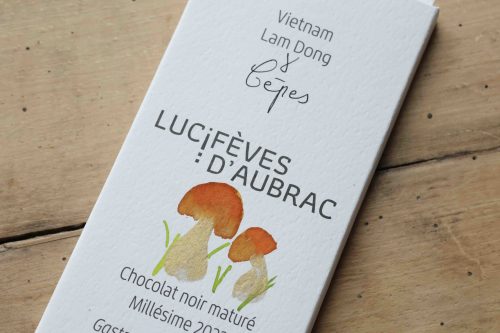 Vietnam
Lam Dong
&
Cèpes
LUCiFÈVES
D'AUBRAC
Chocolat noir maturé
Millésime